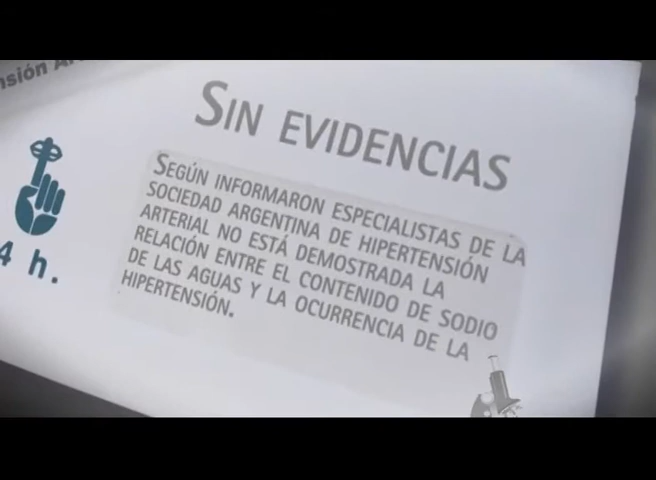 SIN EVIDENCIAS
SEGÚN INFORMARON ESPECIALISTAS DE LA
SOCIEDAD ARGENTINA DE HIPERTENSIÓN
ARTERIAL NO ESTÁ DEMOSTRADA LA
RELACIÓN ENTRE EL CONTENIDO DE SODIO
DE LAS AGUAS Y LA OCURRENCIA DE LA
HIPERTENSIÓN.
4 h.